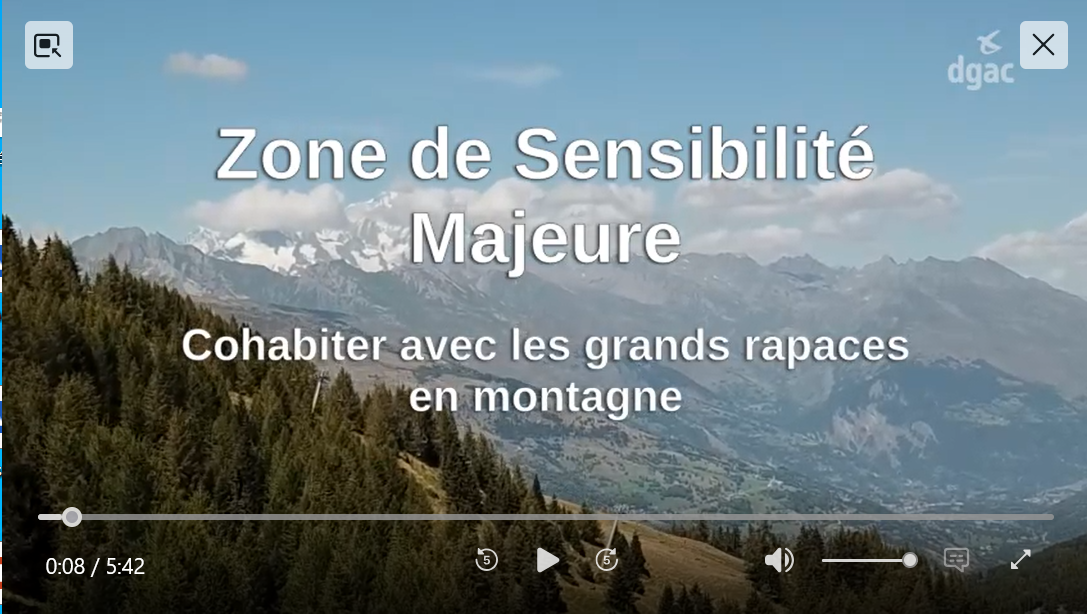 dgac
Zone de Sensibilité
Majeure
Cohabiter avec les grands rapaces
en montagne
0:08 / 5:42
5
5